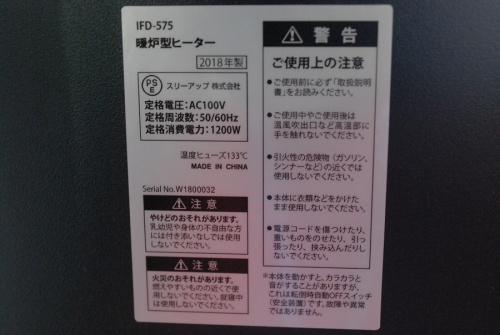 IFD-575
暖炉型ヒーター
2018年製
PS
E
スリーアップ 株式会社
定格電圧:AC100V
定格周波数:50/60Hz
定格消費電力:1200W
温度ヒューズ133℃
MADE IN CHINA
Serial No.W1800032
注意
やけどのおそれがあります。
乳幼児や身体の不自由な方
には付き添いなしでは使用
しないでください。
注意
火災のおそれがあります。
燃えやすいものの近くで使
用しないでください。就寝中
は使用しないでください。
警告
ご使用上の注意
●ご使用前に必ず「取扱説明
書」をお読みください。
●ご使用中やご使用後は
温風吹出口など高温部に
手を触れないでください。
●引火性の危険物(ガソリン、
シンナーなど)の近くでは
使用しないでください。
●本体に衣類などをかけた
まま使用しないでください。
●電源コードを傷つけたり、
重いものをのせたり、引っ
張ったり、挟み込んだりし
ないでください。
※本体を動かすと、カラカラと
音がすることがありますが、
これは転倒時自動OFFスイッチ
(安全装置)です。故障や異常
ではありません。